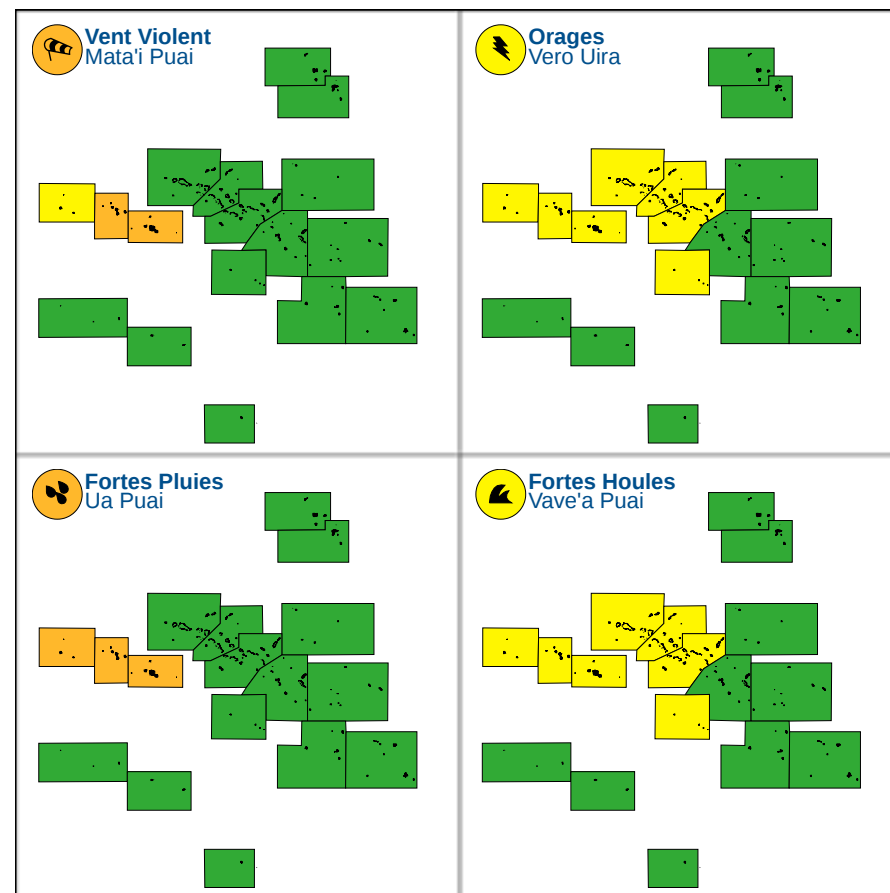 Vent Violent
Mata'i Puai
Orages
Vero Uira
Fortes Pluies
Ua Puai
Fortes Houles
Vave'a Puai